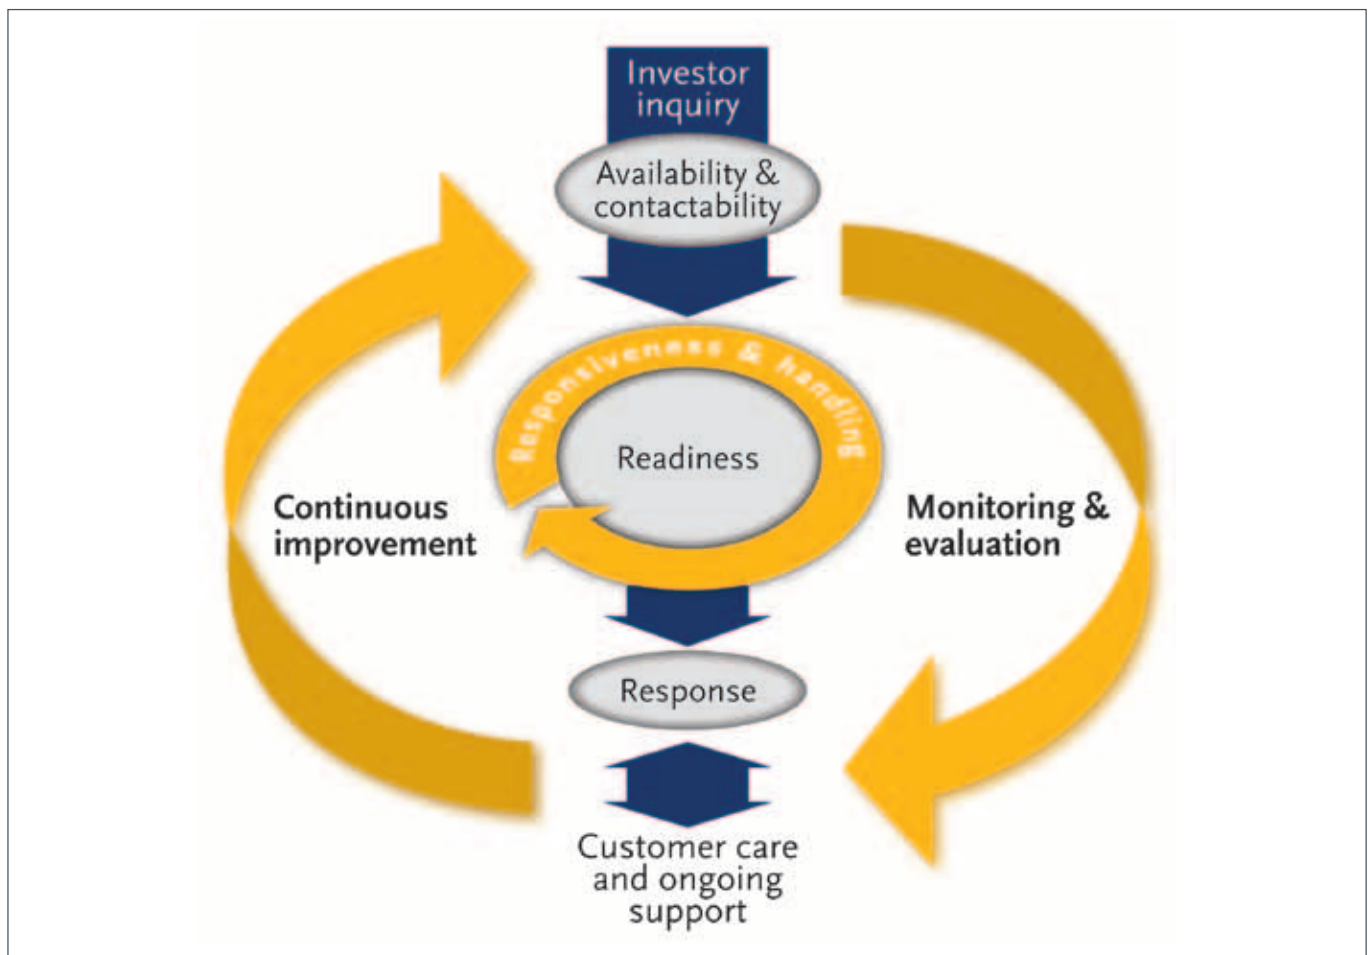 Investor
inquiry
Availability &
contactability
Responsiveness & handling
Readiness
Continuous
improvement
Monitoring &
evaluation
Response
Customer care
and ongoing
support